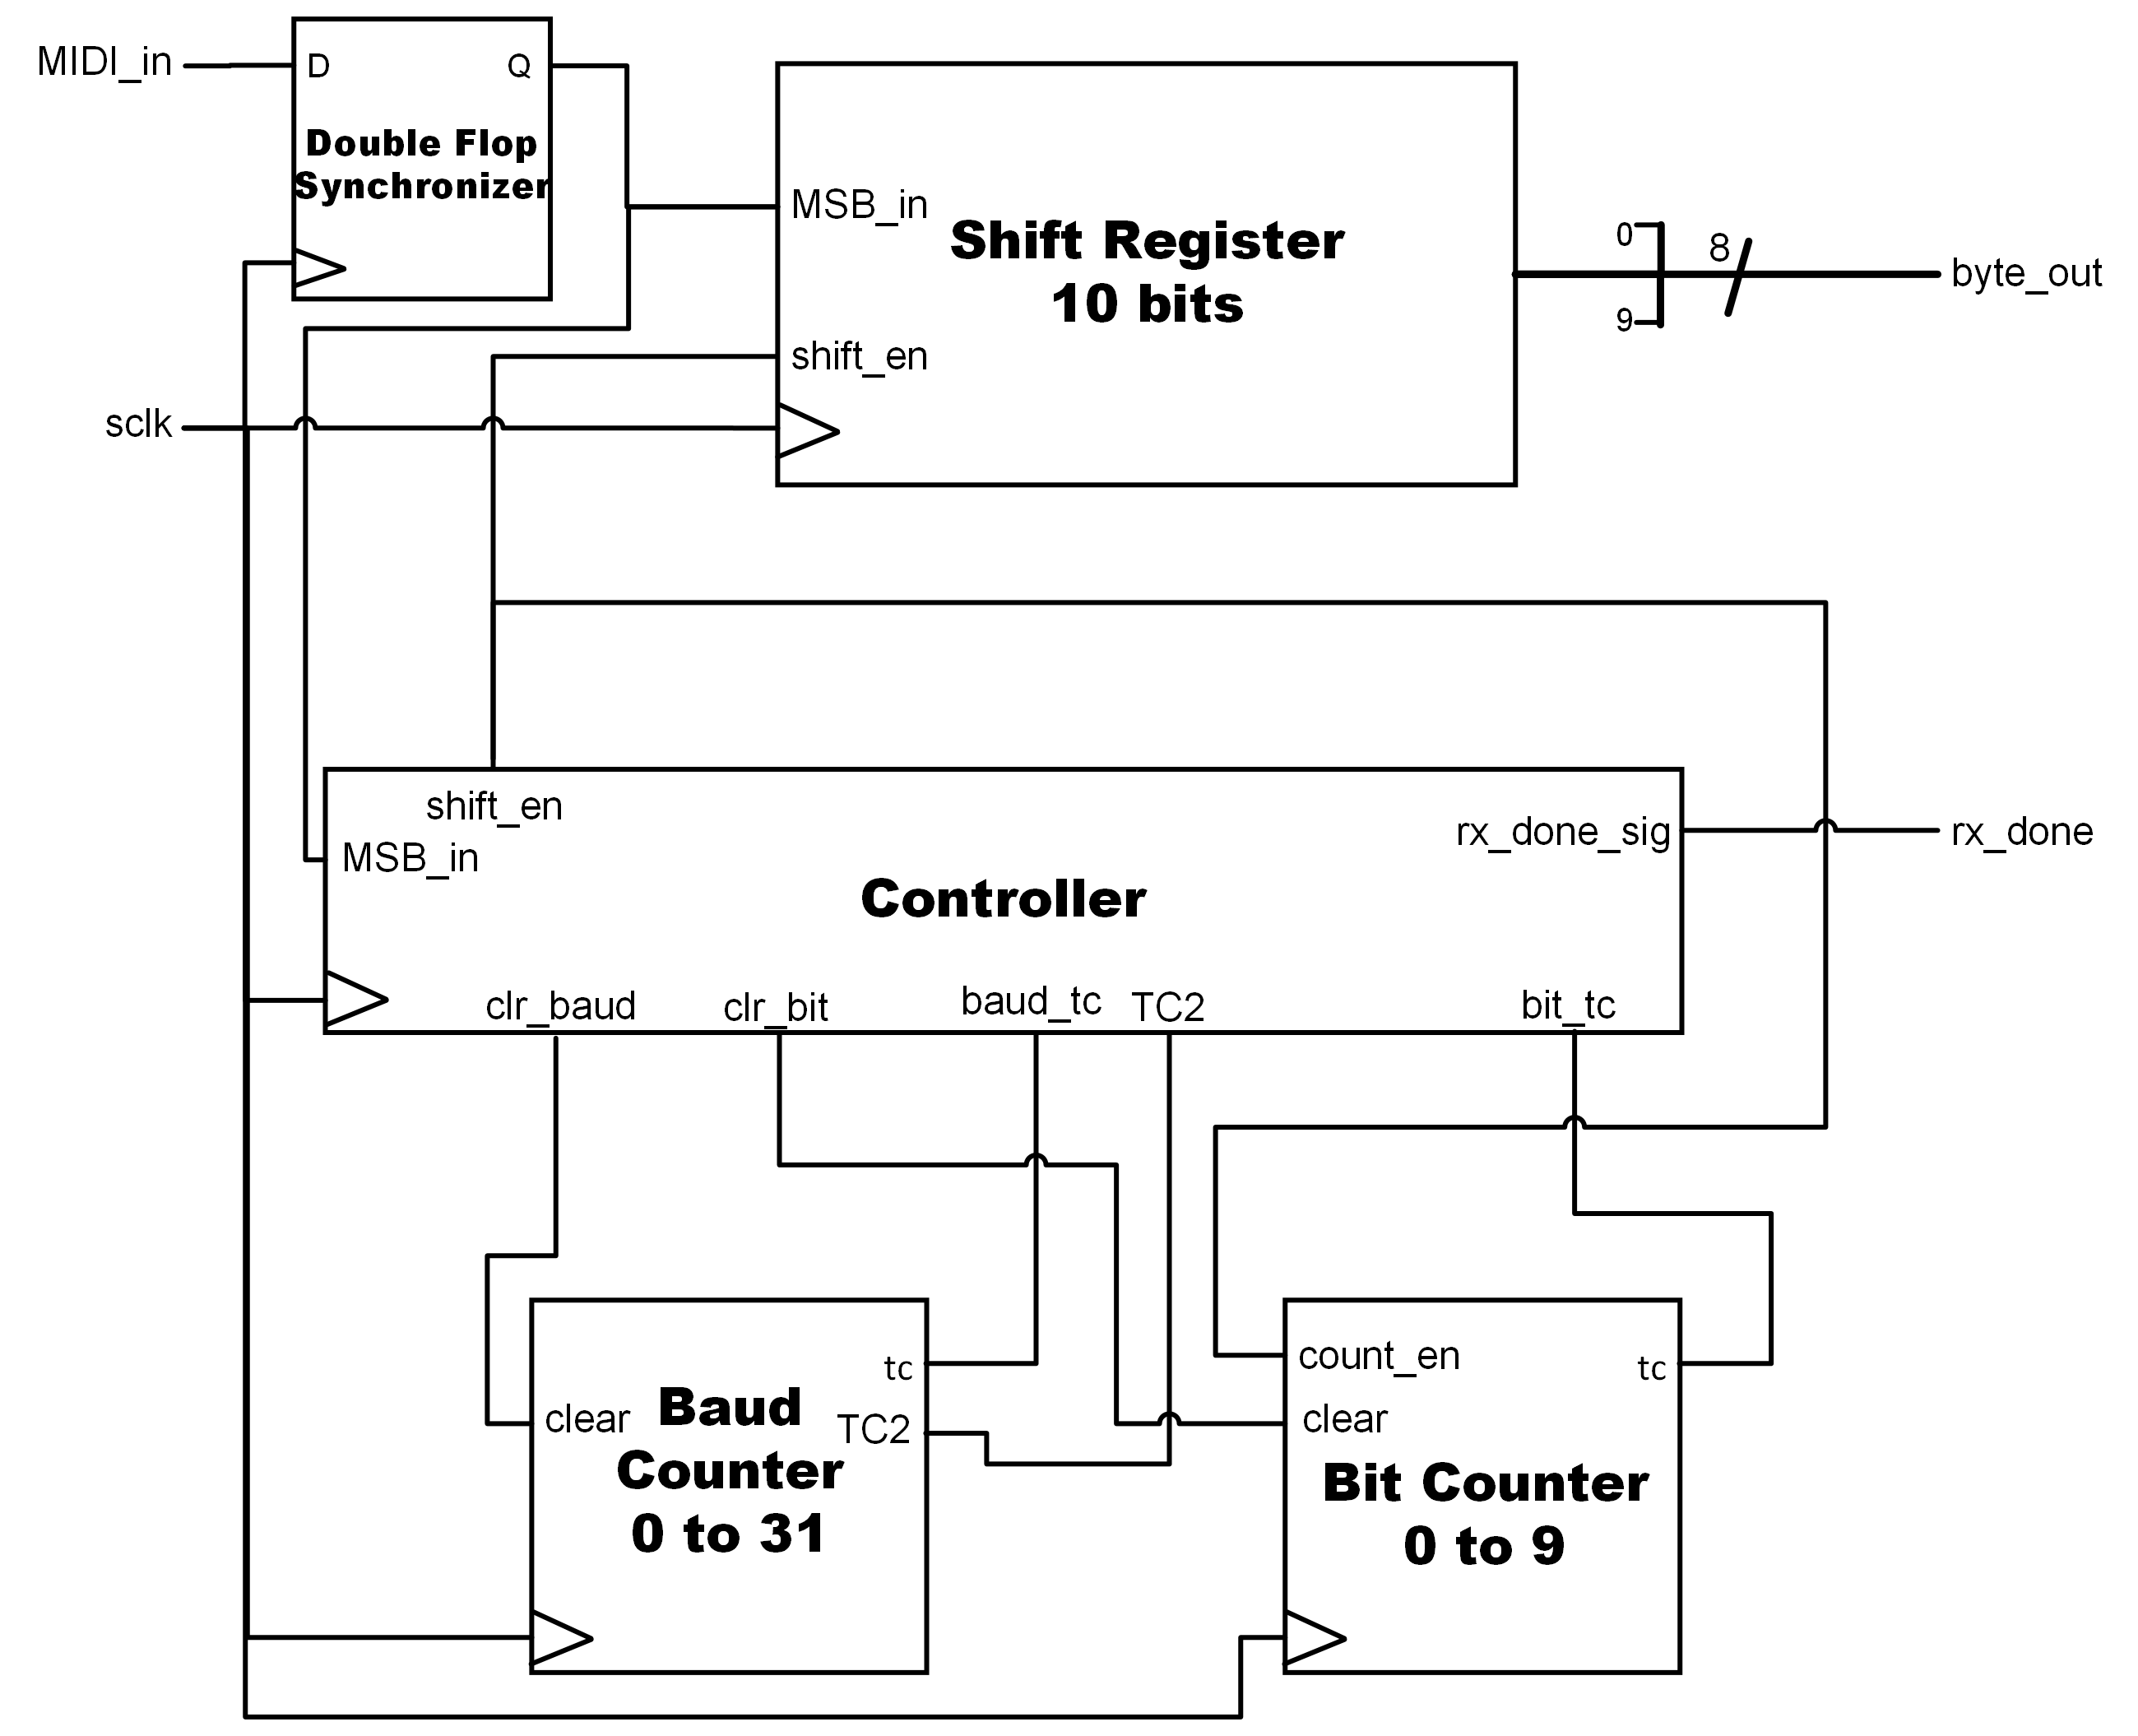 MIDI_in
D
Q
Double Flop
Synchronizer
MSB_in
Shift Register
10 bits
shift_en
0
9
8
byte_out
sclk
shift_en
MSB_in
Controller
rx_done_sig
rx_done
clr_baud
clr_bit
baud_tc
TC2
bit_tc
clear
Baud
Counter
0 to 31
tc
TC2
count_en
clear
tc
Bit Counter
0 to 9